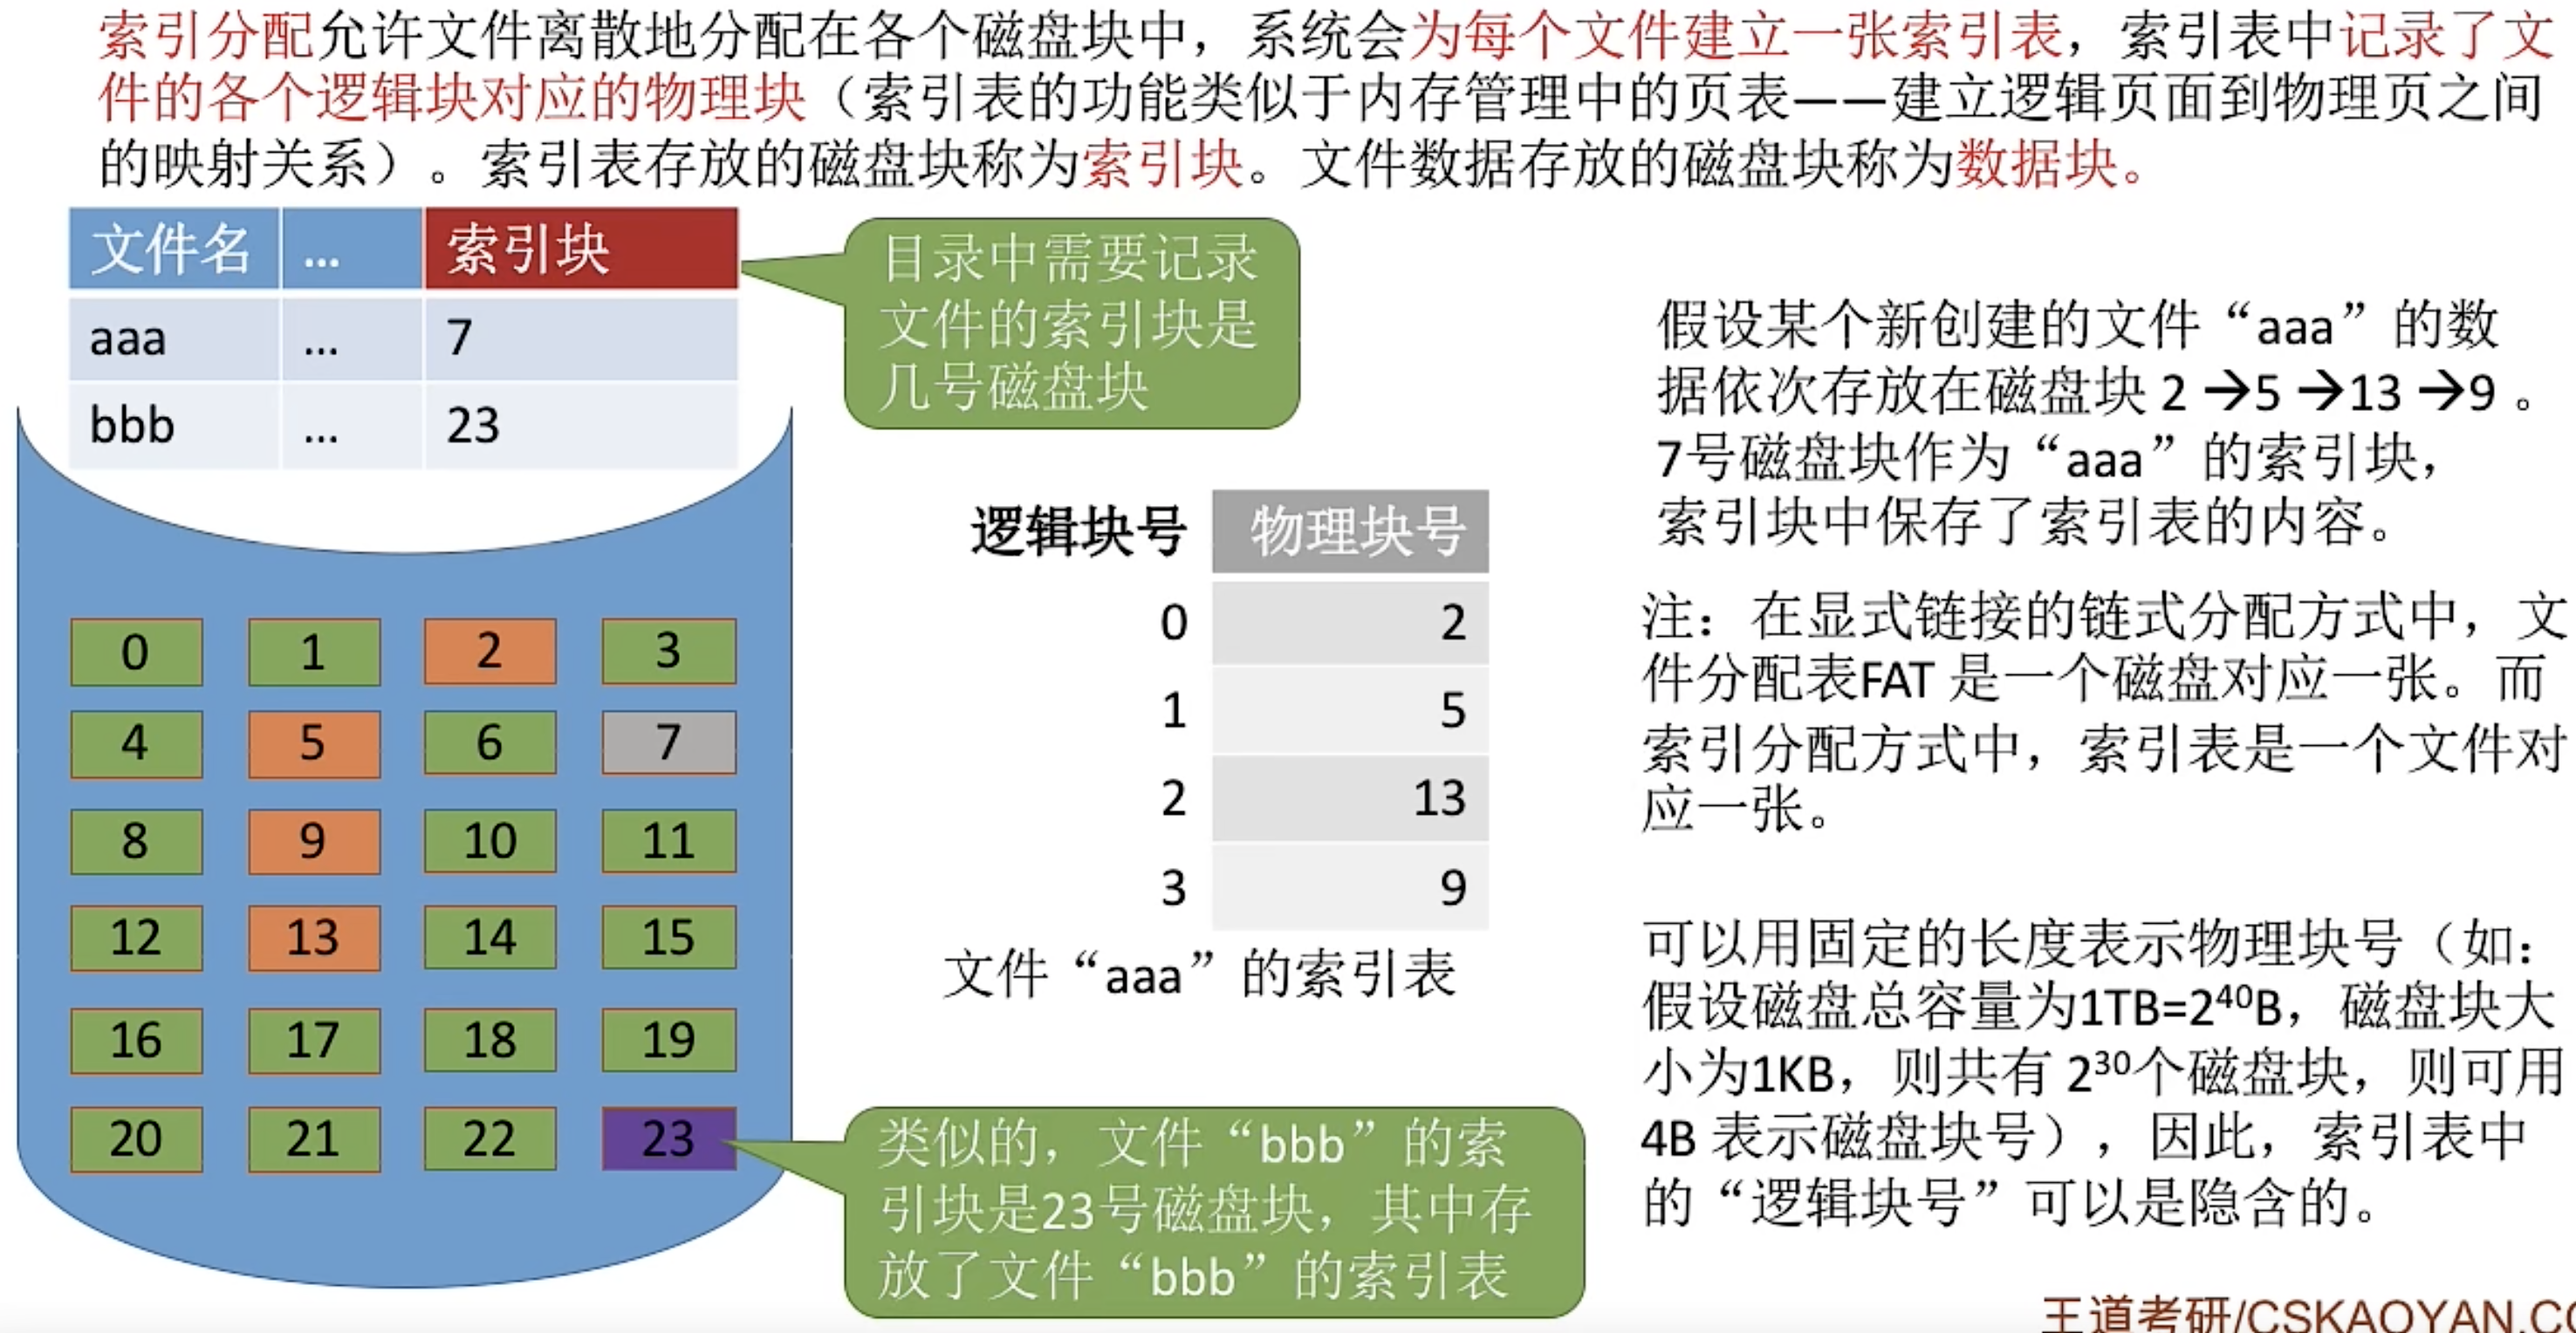 索引分配允许文件离散地分配在各个磁盘块中，系统会为每个文件建立一张索引表，索引表中记录了文
件的各个逻辑块对应的物理块（索引表的功能类似于内存管理中的页表——建立逻辑页面到物理页之间
的映射关系）。索引表存放的磁盘块称为索引块。文件数据存放的磁盘块称为数据块。
文件名 ... 索引块
aaa ... 7
bbb ... 23
目录中需要记录
文件的索引块是
几号磁盘块
0 1 2 3
4 5 6 7
8 9 10 11
12 13 14 15
16 17 18 19
20 21 22 23
逻辑块号 物理块号
0 2
1 5
2 13
3 9
文件“aaa”的索引表
类似的，文件“bbb”的索
引块是23号磁盘块，其中存
放了文件“bbb”的索引表
假设某个新创建的文件“aaa”的数
据依次存放在磁盘块 2 →5 →13 →9 。
7号磁盘块作为“aaa”的索引块，
索引块中保存了索引表的内容。
注：在显式链接的链式分配方式中，文
件分配表FAT 是一个磁盘对应一张。而
索引分配方式中，索引表是一个文件对
应一张。
可以用固定的长度表示物理块号（如：
假设磁盘总容量为1TB=2⁴⁰B，磁盘块大
小为1KB，则共有 2³⁰个磁盘块，则可用
4B 表示磁盘块号），因此，索引表中
的“逻辑块号”可以是隐含的。
王道考研/CSKAOYAN.CO